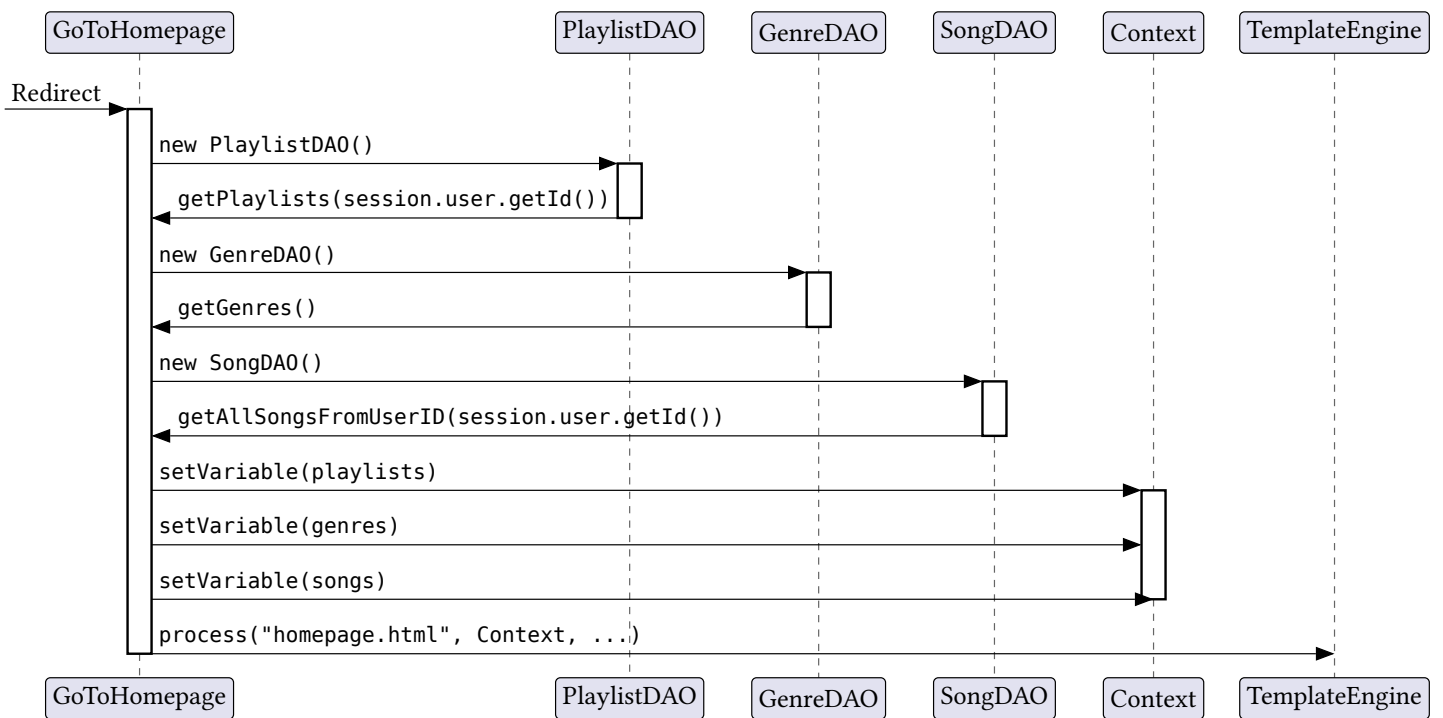 GoToHomepage PlaylistDAO GenreDAO SongDAO Context TemplateEngine
Redirect
new PlaylistDAO()
getPlaylists(session.user.getId())
new GenreDAO()
getGenres()
new SongDAO()
getAllSongsFromUserID(session.user.getId())
setVariable(playlists)
setVariable(genres)
setVariable(songs)
process("homepage.html", Context, ...)
GoToHomepage PlaylistDAO GenreDAO SongDAO Context TemplateEngine